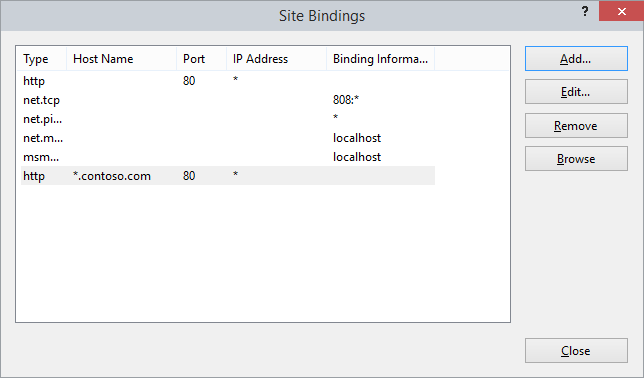 Site Bindings
? ×
Type Host Name Port IP Address Binding Informa...
http 80 *
net.tcp 808:*
net.pi... *
net.m... localhost
msm... localhost
http *.contoso.com 80 *
Add...
Edit...
Remove
Browse
Close